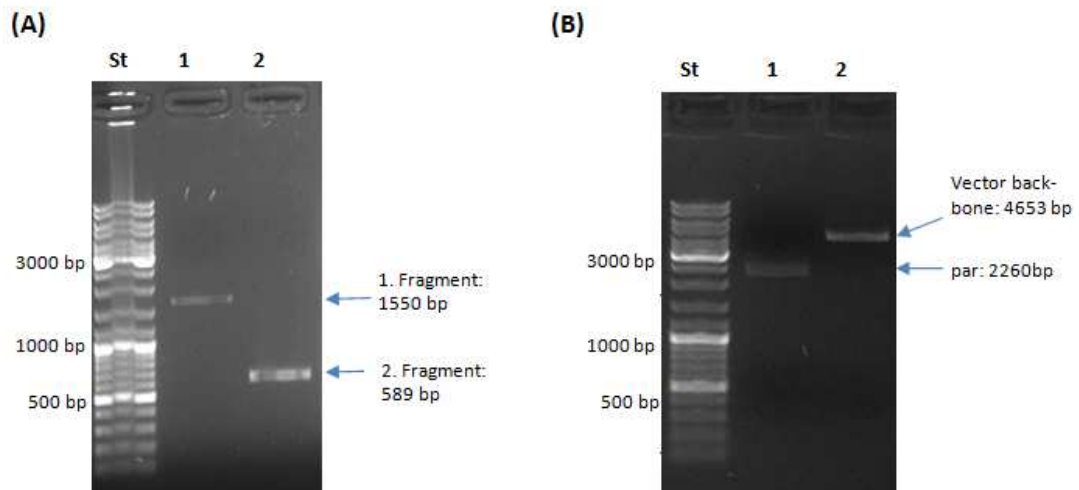 (A)
St 1 2
3000 bp
1000 bp
500 bp
1. Fragment:
1550 bp
2. Fragment:
589 bp
(B)
St 1 2
3000 bp
1000 bp
500 bp
Vector back-
bone: 4653 bp
par: 2260bp